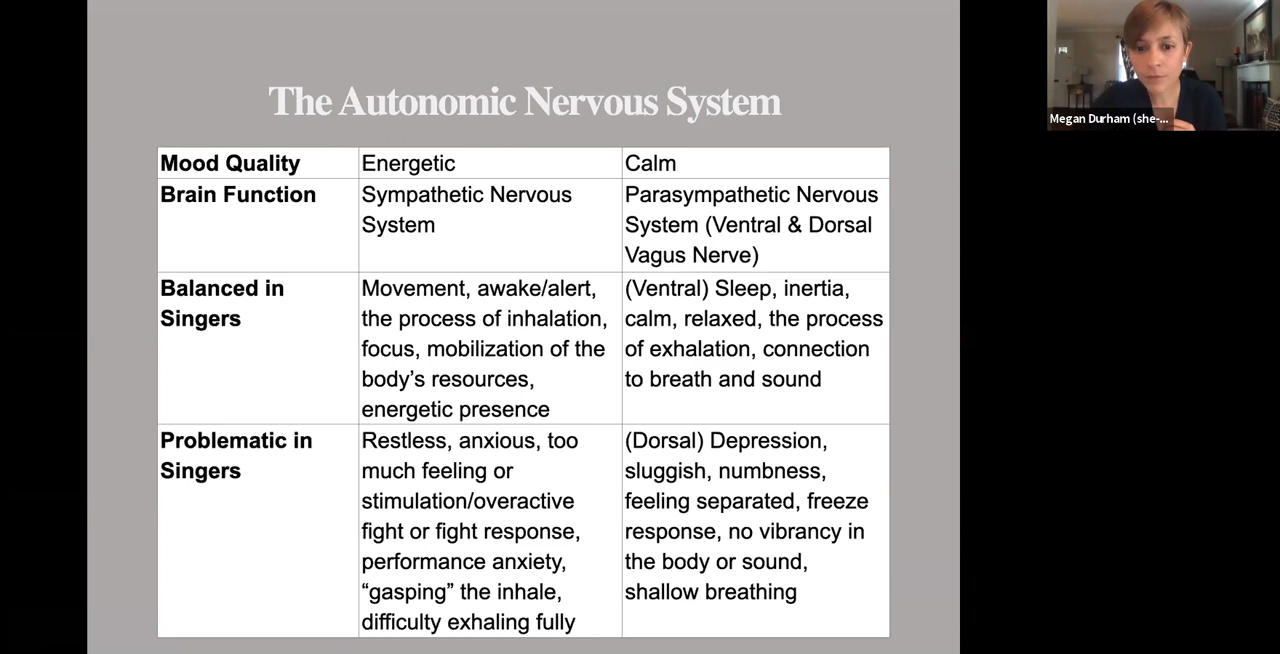 The Autonomic Nervous System
Megan Durham (she-...
Mood Quality
Energetic
Calm
Brain Function
Sympathetic Nervous
System
Parasympathetic Nervous
System (Ventral & Dorsal
Vagus Nerve)
Balanced in
Singers
Movement, awake/alert,
the process of inhalation,
focus, mobilization of the
body’s resources,
energetic presence
(Ventral) Sleep, inertia,
calm, relaxed, the process
of exhalation, connection
to breath and sound
Problematic in
Singers
Restless, anxious, too
much feeling or
stimulation/overactive
fight or fight response,
performance anxiety,
“gasping” the inhale,
difficulty exhaling fully
(Dorsal) Depression,
sluggish, numbness,
feeling separated, freeze
response, no vibrancy in
the body or sound,
shallow breathing